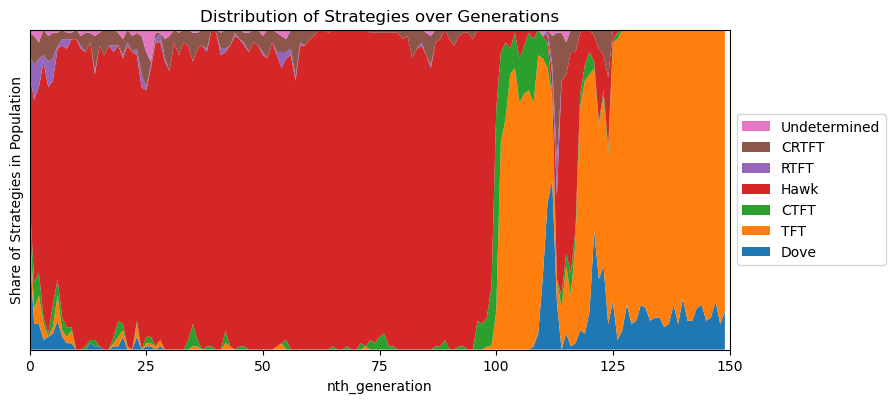 Distribution of Strategies over Generations
Share of Strategies in Population
Undetermined
CRTFT
RTFT
Hawk
CTFT
TFT
Dove
0 25 50 75 100 125 150
nth_generation